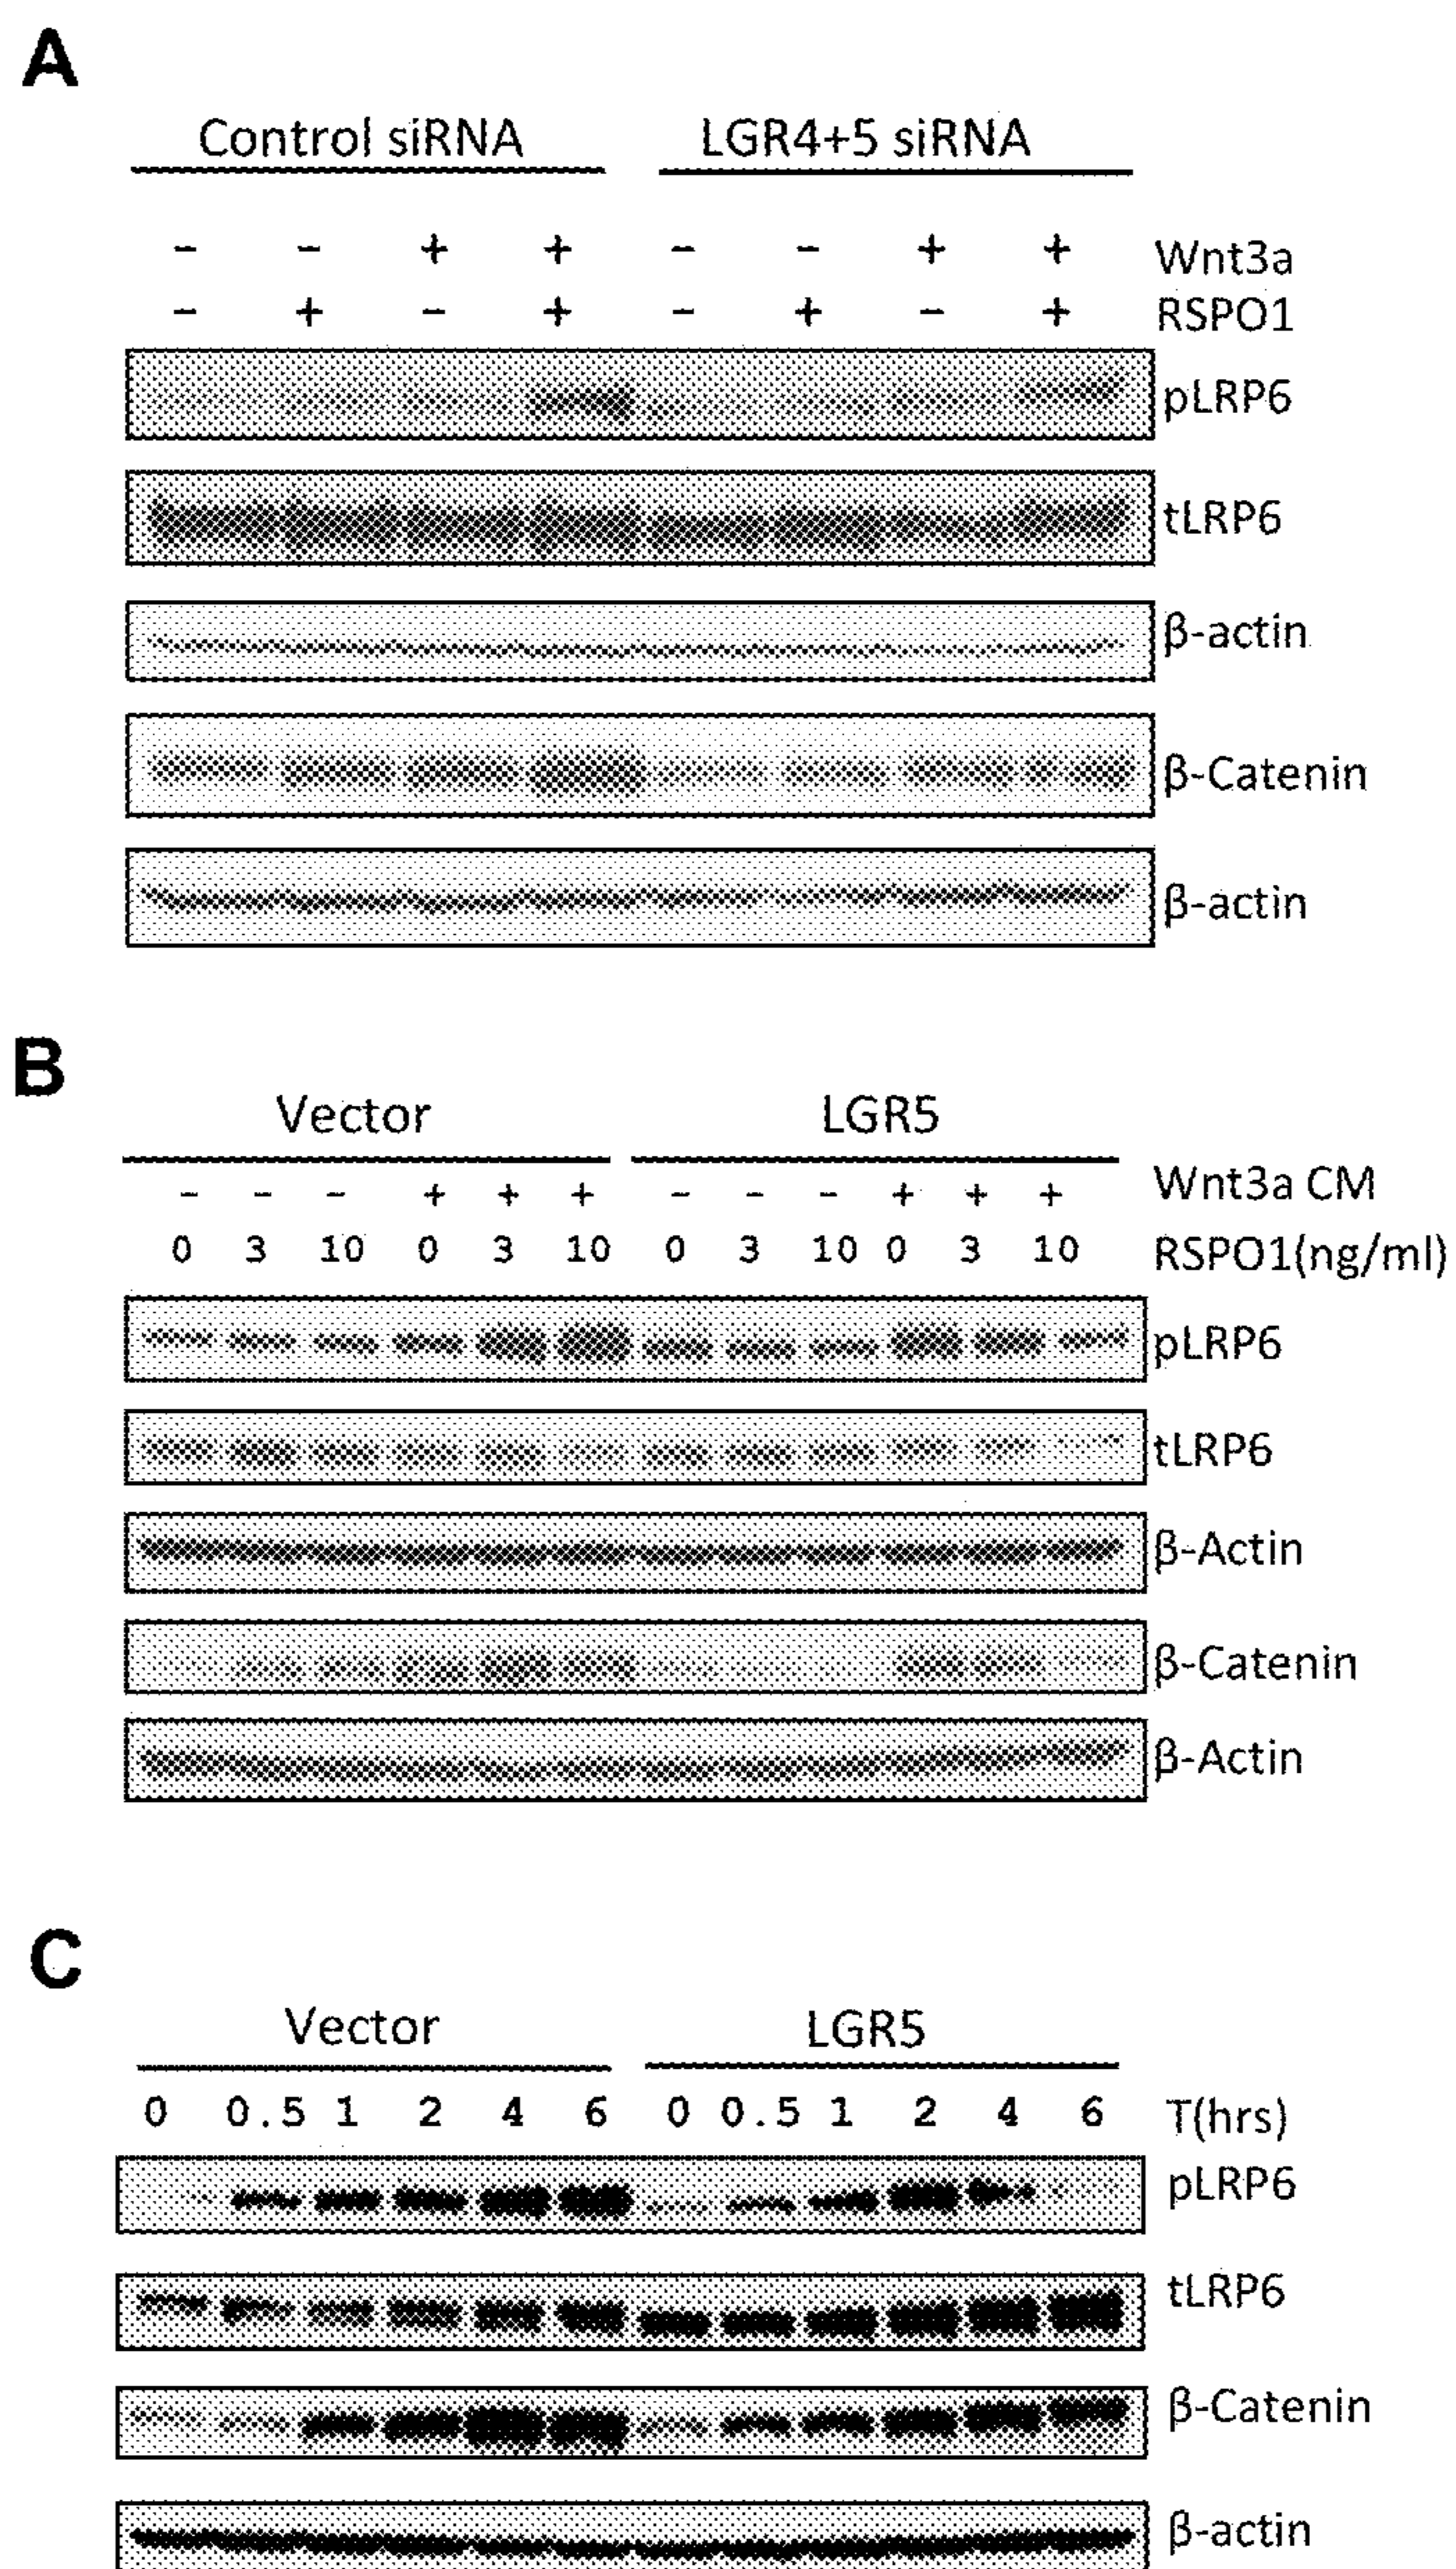 A
Control siRNA LGR4+5 siRNA
- - + + - - + + Wnt3a
- + - + - + - + RSPO1
pLRP6
tLRP6
β-actin
β-Catenin
β-actin
B
Vector LGR5
- - - + + + - - - + + + Wnt3a CM
0 3 10 0 3 10 0 3 10 0 3 10 RSPO1(ng/ml)
pLRP6
tLRP6
β-Actin
β-Catenin
β-Actin
C
Vector LGR5
0 0.5 1 2 4 6 0 0.5 1 2 4 6 T(hrs)
pLRP6
tLRP6
β-Catenin
β-actin